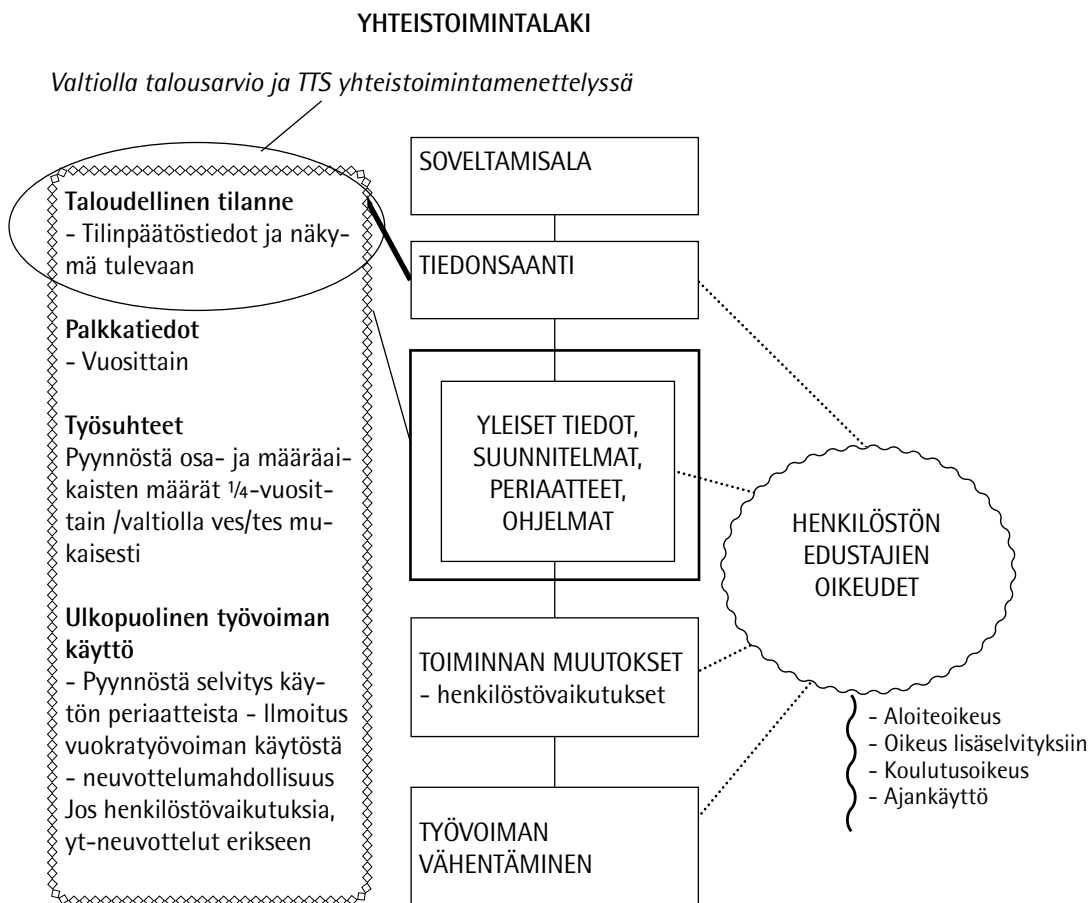 YHTEISTOIMINTALAKI
Valtiolla talousarvio ja TTS yhteistoimintamenettelyssä
Taloudellinen tilanne
- Tilinpäätöstiedot ja näky-
mä tulevaan
Palkkatiedot
- Vuosittain
Työsuhteet
Pyynnöstä osa- ja määräai-
kaisten määrät ¼-vuosit-
tain /valtiolla ves/tes mu-
kaisesti
Ulkopuolinen työvoiman
käyttö
- Pyynnöstä selvitys käy-
tön periaatteista - Ilmoitus
vuokratyövoiman käytöstä
- neuvottelumahdollisuus
Jos henkilöstövaikutuksia,
yt-neuvottelut erikseen
SOVELTAMISALA
TIEDONSAANTI
YLEISET TIEDOT,
SUUNNITELMAT,
PERIAATTEET,
OHJELMAT
TOIMINNAN MUUTOKSET
- henkilöstövaikutukset
TYÖVOIMAN
VÄHENTÄMINEN
HENKILÖSTÖN
EDUSTAJIEN
OIKEUDET
- Aloiteoikeus
- Oikeus lisäselvityksiin
- Koulutusoikeus
- Ajankäyttö